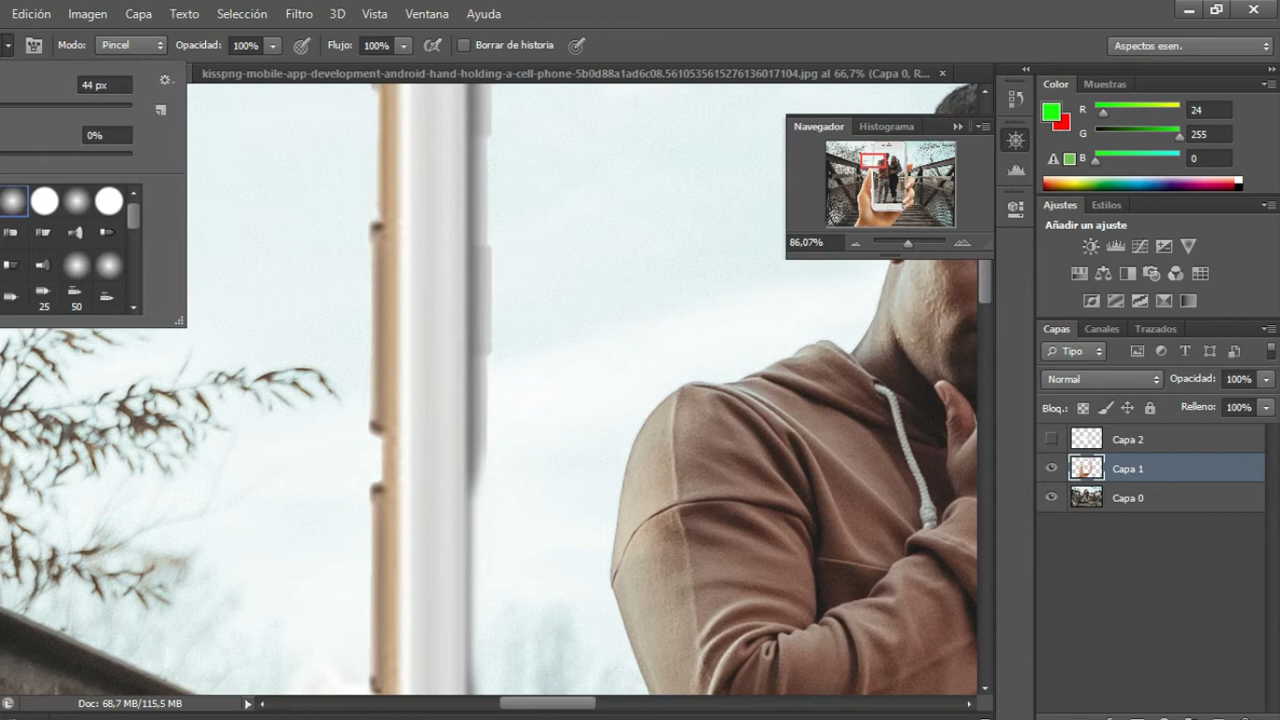 Edición Imagen Capa Texto Selección Filtro 3D Vista Ventana Ayuda
Modo: Pincel Opacidad: 100% Flujo: 100% Borrar de historia Aspectos esen.
44 px
0%
25 50
kisspng-mobile-app-development-android-hand-holding-a-cell-phone-5b0d88a1ad6c08.5610535615276136017104.jpg al 66,7% (Capa 0, R...
Navegador Histograma
86,07%
Color Muestras
R 24
G 255
B 0
Ajustes Estilos
Añadir un ajuste
Capas Canales Trazados
Tipo
Normal Opacidad: 100%
Bloq.: Relleno: 100%
Capa 2
Capa 1
Capa 0
Doc: 68,7 MB/115,5 MB